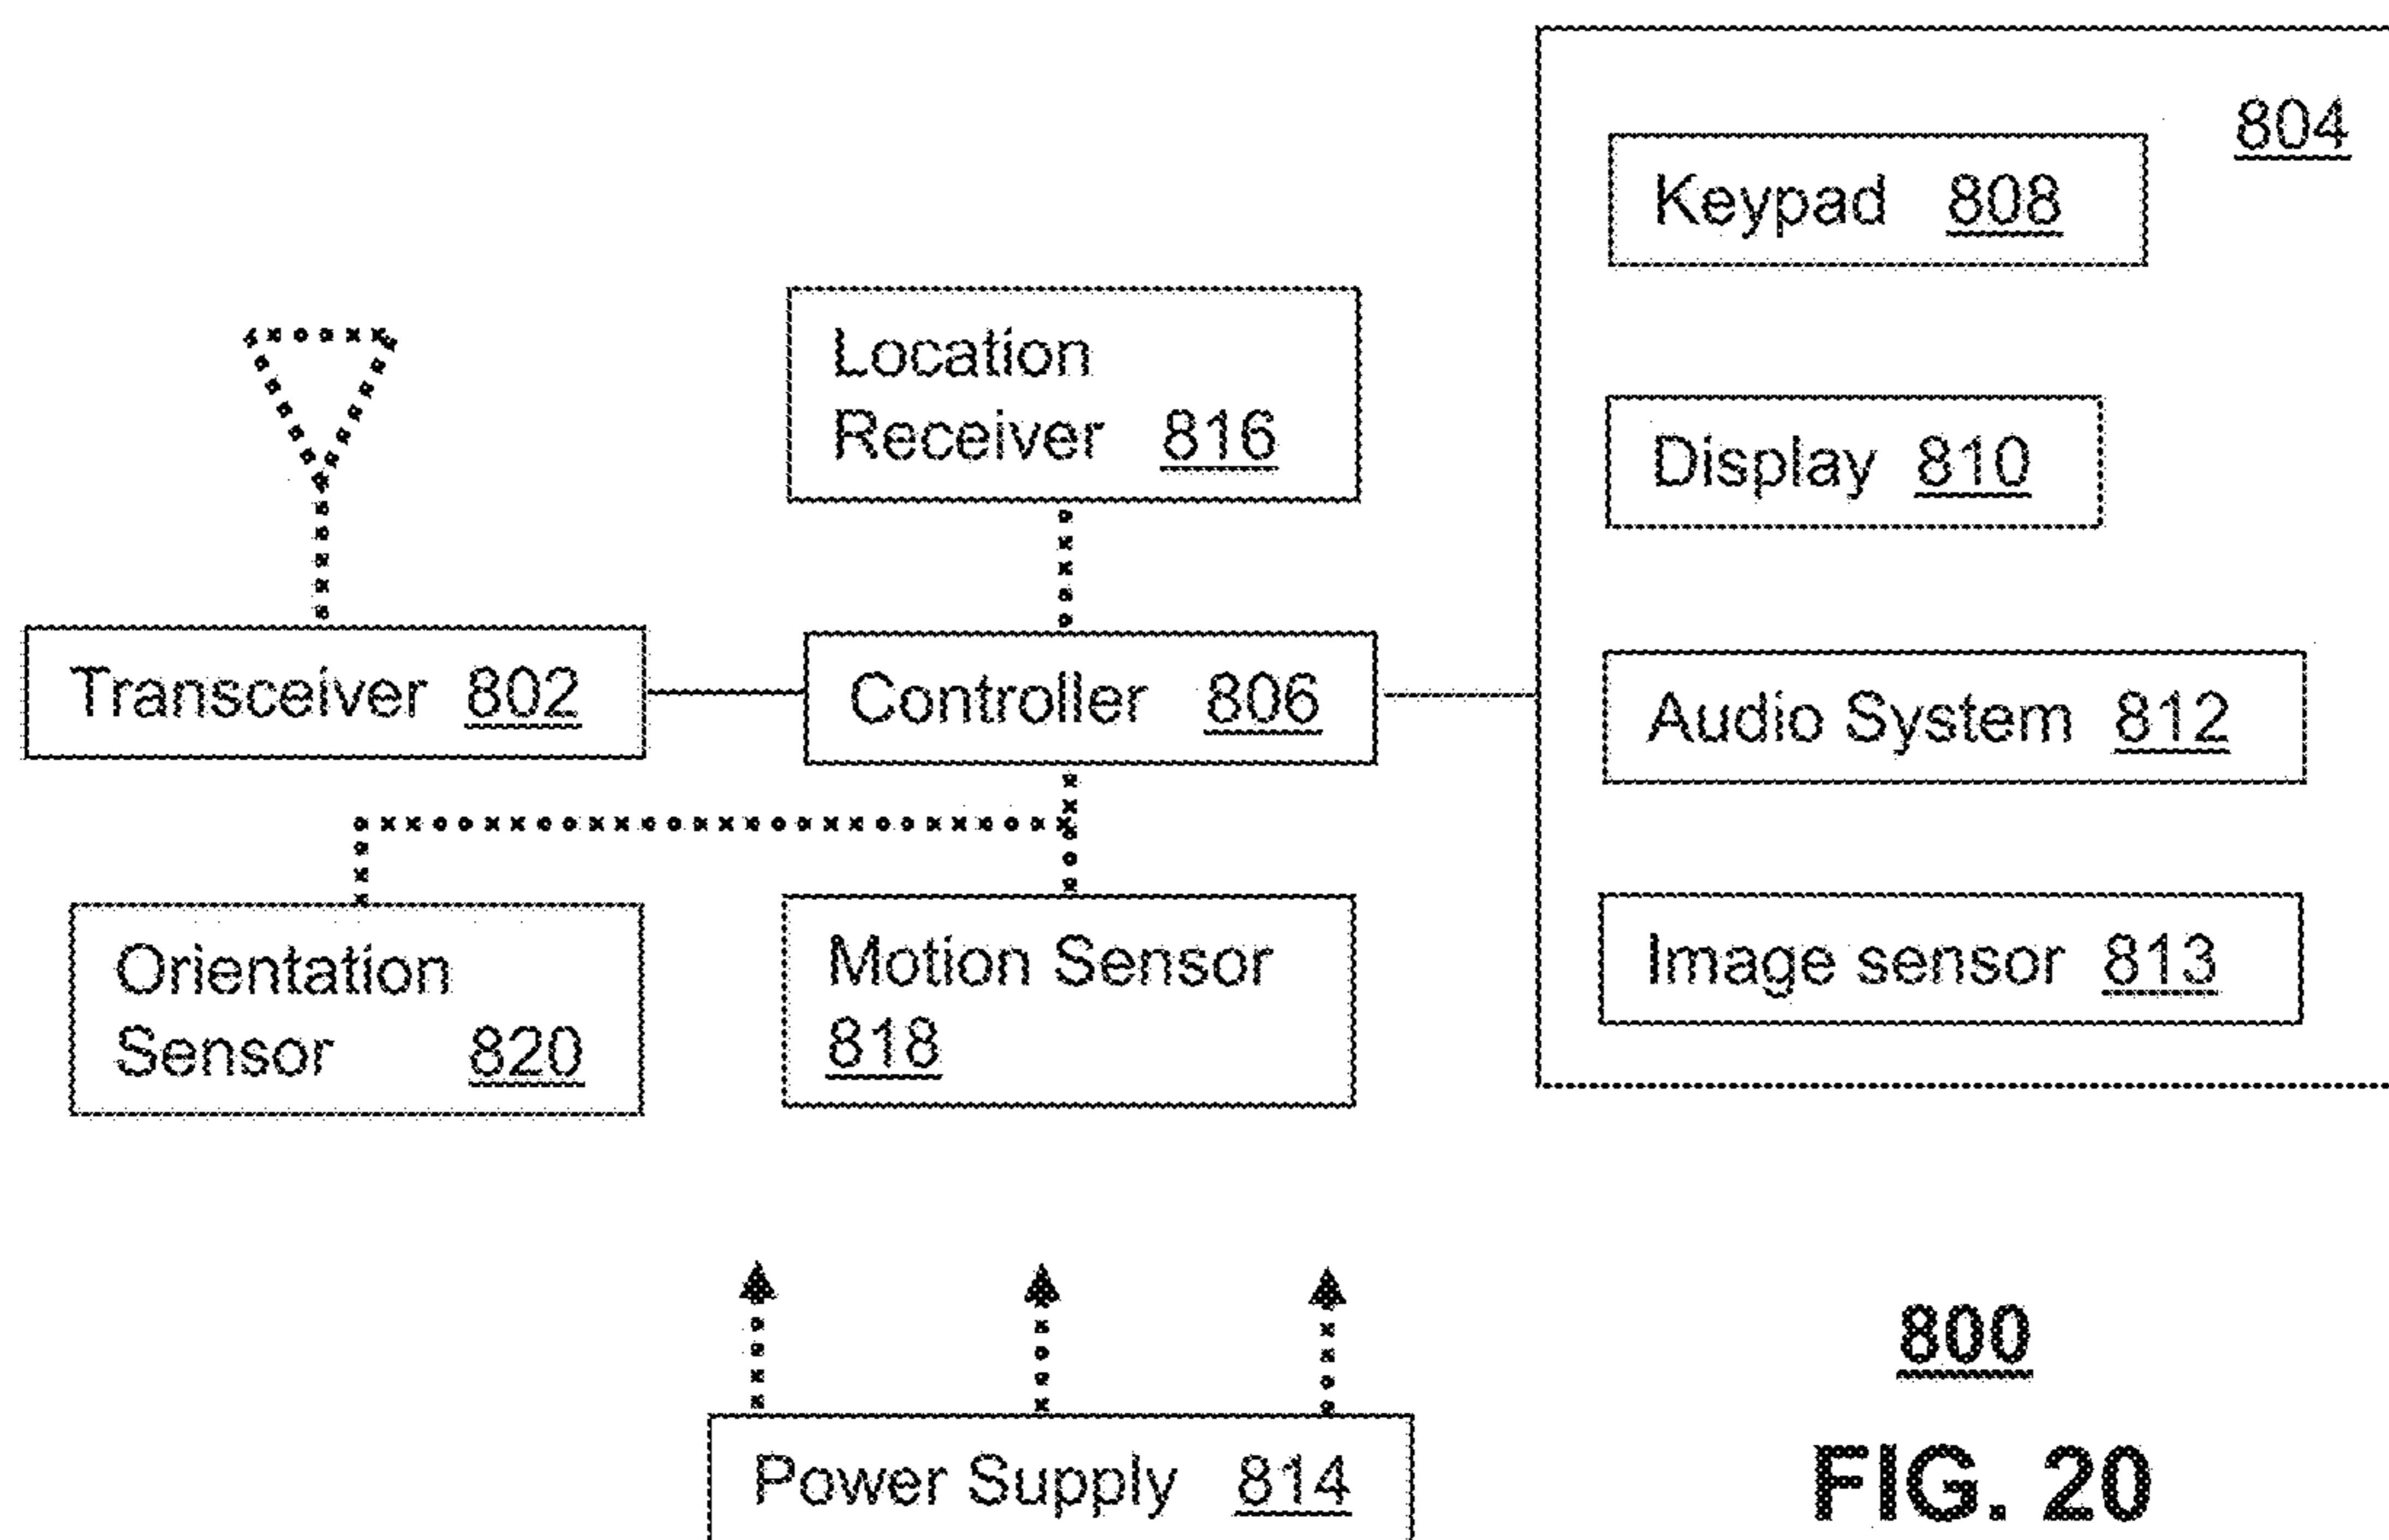 804
Keypad 808
Location
Receiver 816
Display 810
Transceiver 802
Controller 806
Audio System 812
Orientation
Sensor 820
Motion Sensor
818
Image sensor 813
800
Power Supply 814
FIG. 20